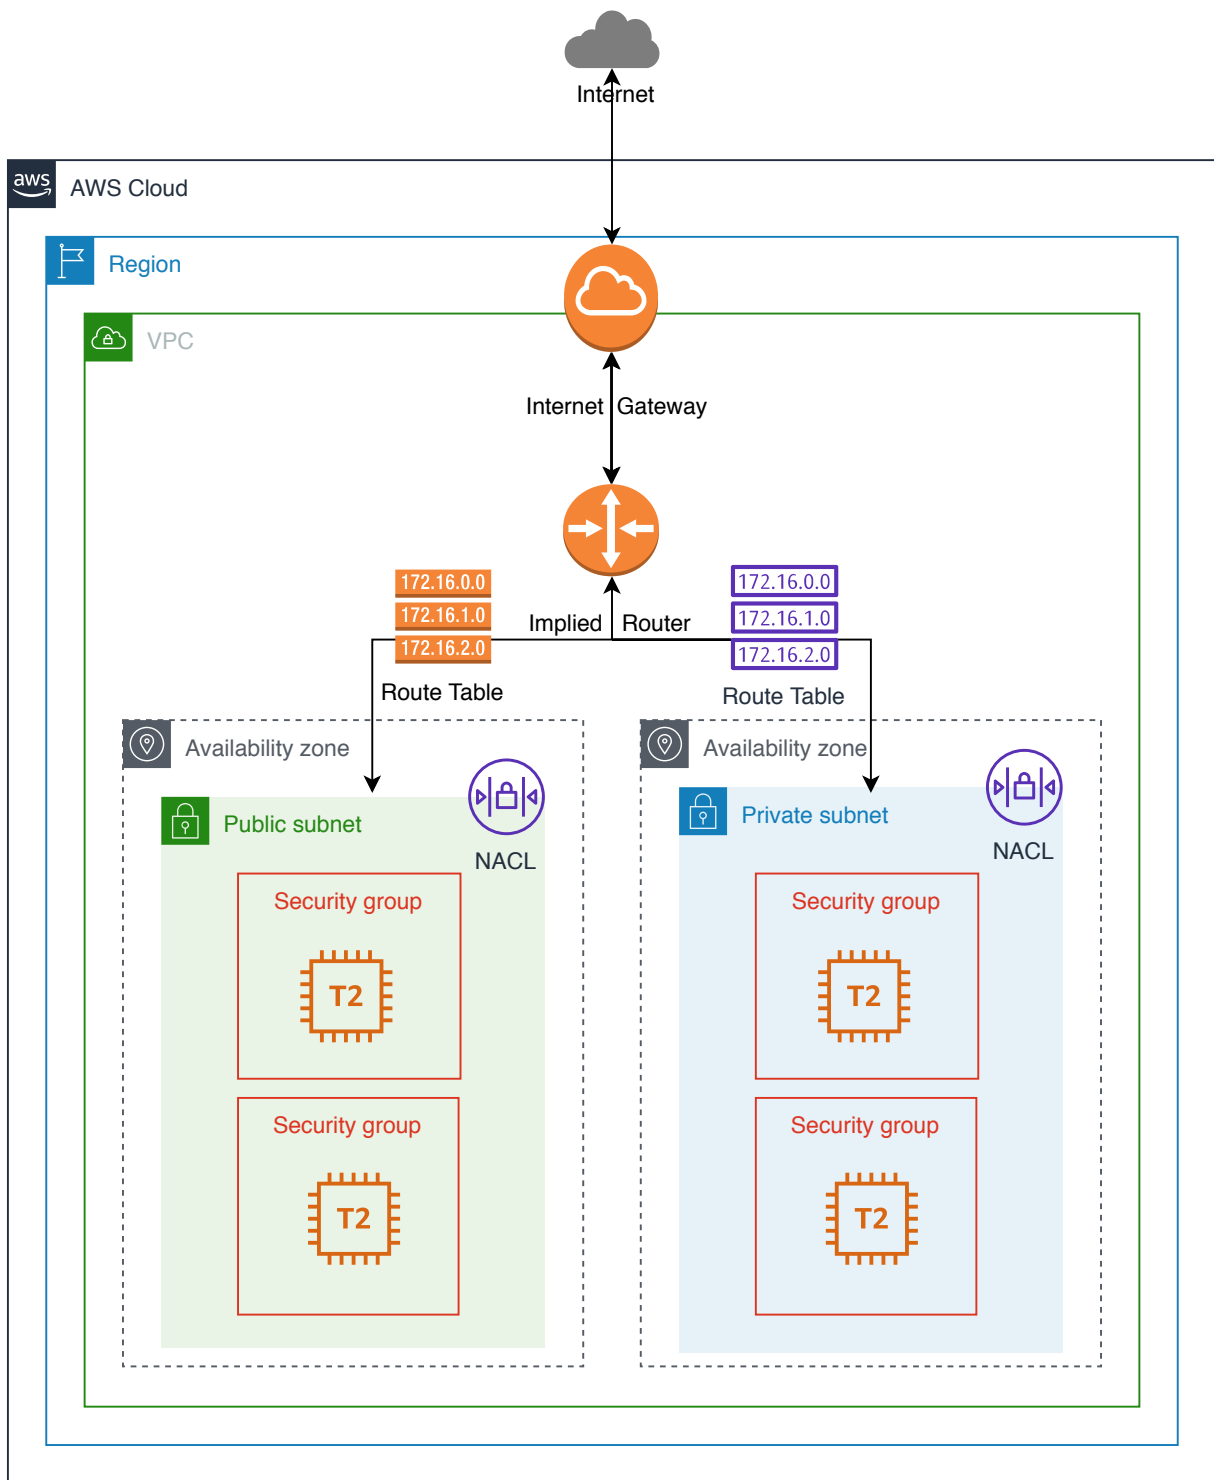 Internet
aws
AWS Cloud
Region
VPC
Internet Gateway
172.16.0.0
172.16.1.0
172.16.2.0
Route Table
Implied Router
172.16.0.0
172.16.1.0
172.16.2.0
Route Table
Availability zone
Public subnet
NACL
Security group
T2
Security group
T2
Availability zone
Private subnet
NACL
Security group
T2
Security group
T2